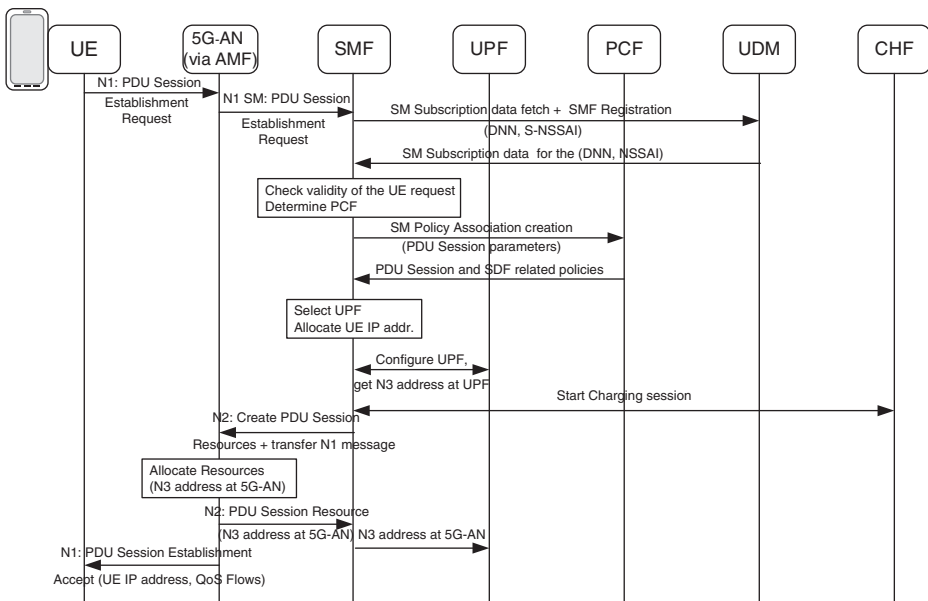 UE
5G-AN
(via AMF)
SMF
UPF
PCF
UDM
CHF
N1: PDU Session
Establishment
Request
N1 SM: PDU Session
Establishment
Request
SM Subscription data fetch + SMF Registration
(DNN, S-NSSAI)
SM Subscription data for the (DNN, NSSAI)
Check validity of the UE request
Determine PCF
SM Policy Association creation
(PDU Session parameters)
PDU Session and SDF related policies
Select UPF
Allocate UE IP addr.
Configure UPF,
get N3 address at UPF
Start Charging session
N2: Create PDU Session
Resources + transfer N1 message
Allocate Resources
(N3 address at 5G-AN)
N2: PDU Session Resource
(N3 address at 5G-AN)
N3 address at 5G-AN
N1: PDU Session Establishment
Accept (UE IP address, QoS Flows)